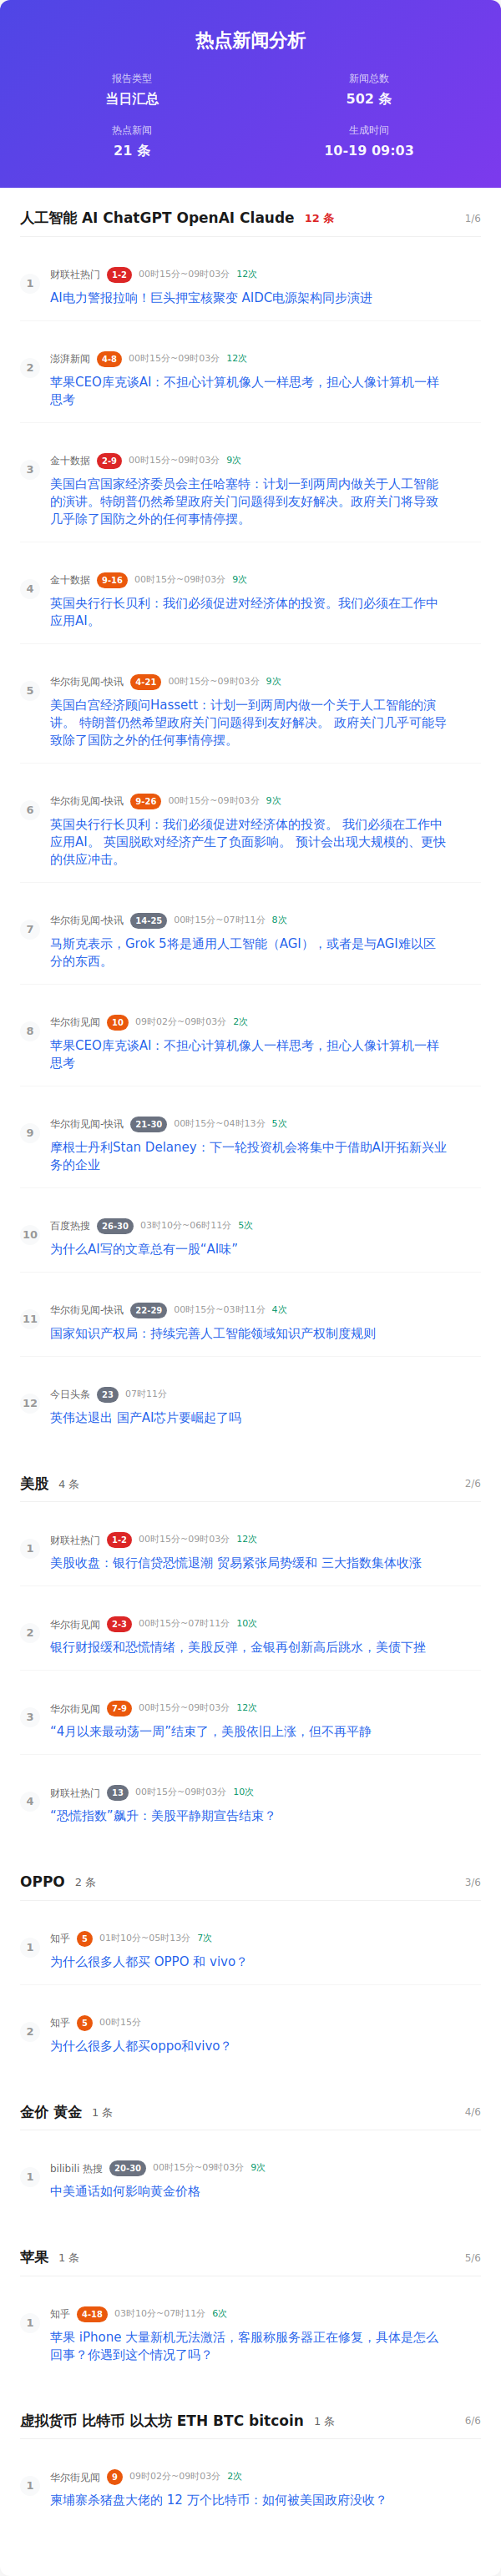 热点新闻分析
报告类型
新闻总数
当日汇总
502 条
热点新闻
生成时间
21 条
10-19 09:03
人工智能 AI ChatGPT OpenAI Claude 12 条 1/6
1
财联社热门 1-2 00时15分~09时03分 12次
AI电力警报拉响！巨头押宝核聚变 AIDC电源架构同步演进
2
澎湃新闻 4-8 00时15分~09时03分 12次
苹果CEO库克谈AI：不担心计算机像人一样思考，担心人像计算机一样
思考
3
金十数据 2-9 00时15分~09时03分 9次
美国白宫国家经济委员会主任哈塞特：计划一到两周内做关于人工智能
的演讲。特朗普仍然希望政府关门问题得到友好解决。政府关门将导致
几乎除了国防之外的任何事情停摆。
4
金十数据 9-16 00时15分~09时03分 9次
英国央行行长贝利：我们必须促进对经济体的投资。我们必须在工作中
应用AI。
5
华尔街见闻-快讯 4-21 00时15分~09时03分 9次
美国白宫经济顾问Hassett：计划一到两周内做一个关于人工智能的演
讲。 特朗普仍然希望政府关门问题得到友好解决。 政府关门几乎可能导
致除了国防之外的任何事情停摆。
6
华尔街见闻-快讯 9-26 00时15分~09时03分 9次
英国央行行长贝利：我们必须促进对经济体的投资。 我们必须在工作中
应用AI。 英国脱欧对经济产生了负面影响。 预计会出现大规模的、更快
的供应冲击。
7
华尔街见闻-快讯 14-25 00时15分~07时11分 8次
马斯克表示，Grok 5将是通用人工智能（AGI），或者是与AGI难以区
分的东西。
8
华尔街见闻 10 09时02分~09时03分 2次
苹果CEO库克谈AI：不担心计算机像人一样思考，担心人像计算机一样
思考
9
华尔街见闻-快讯 21-30 00时15分~04时13分 5次
摩根士丹利Stan Delaney：下一轮投资机会将集中于借助AI开拓新兴业
务的企业
10
百度热搜 26-30 03时10分~06时11分 5次
为什么AI写的文章总有一股“AI味”
11
华尔街见闻-快讯 22-29 00时15分~03时11分 4次
国家知识产权局：持续完善人工智能领域知识产权制度规则
12
今日头条 23 07时11分
英伟达退出 国产AI芯片要崛起了吗
美股 4 条 2/6
1
财联社热门 1-2 00时15分~09时03分 12次
美股收盘：银行信贷恐慌退潮 贸易紧张局势缓和 三大指数集体收涨
2
华尔街见闻 2-3 00时15分~07时11分 10次
银行财报缓和恐慌情绪，美股反弹，金银再创新高后跳水，美债下挫
3
华尔街见闻 7-9 00时15分~09时03分 12次
“4月以来最动荡一周”结束了，美股依旧上涨，但不再平静
4
财联社热门 13 00时15分~09时03分 10次
“恐慌指数”飙升：美股平静期宣告结束？
OPPO 2 条 3/6
1
知乎 5 01时10分~05时13分 7次
为什么很多人都买 OPPO 和 vivo？
2
知乎 5 00时15分
为什么很多人都买oppo和vivo？
金价 黄金 1 条 4/6
1
bilibili 热搜 20-30 00时15分~09时03分 9次
中美通话如何影响黄金价格
苹果 1 条 5/6
1
知乎 4-18 03时10分~07时11分 6次
苹果 iPhone 大量新机无法激活，客服称服务器正在修复，具体是怎么
回事？你遇到这个情况了吗？
虚拟货币 比特币 以太坊 ETH BTC bitcoin 1 条 6/6
1
华尔街见闻 9 09时02分~09时03分 2次
柬埔寨杀猪盘大佬的 12 万个比特币：如何被美国政府没收？